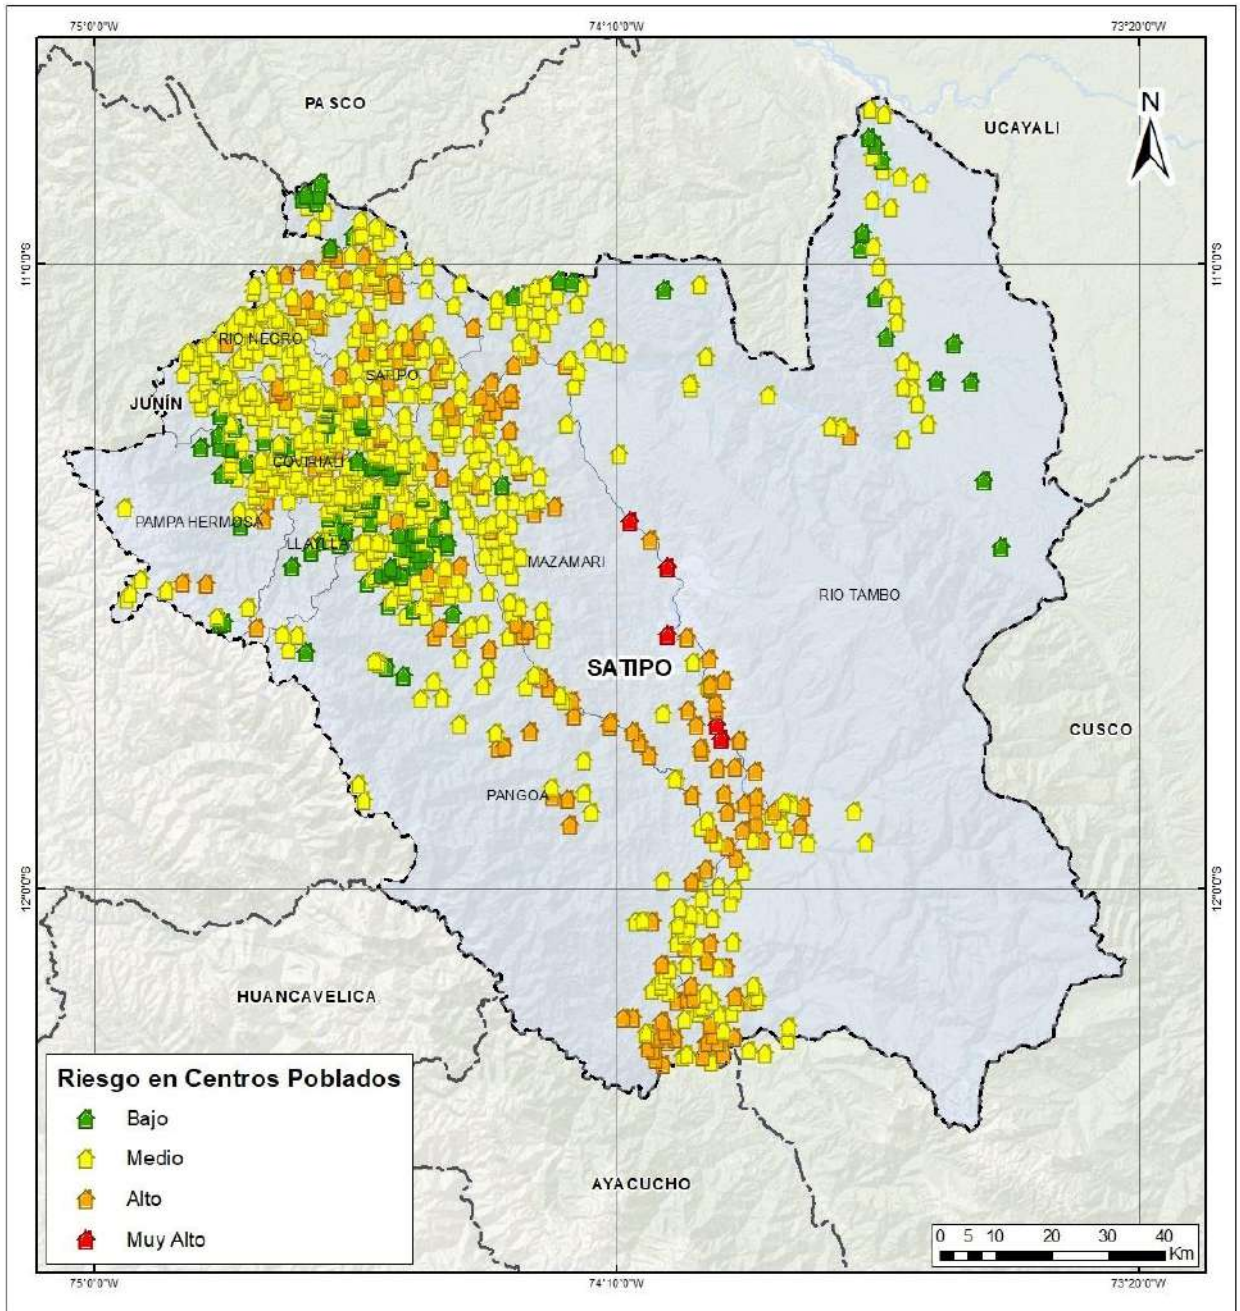 75°0'0"W
74°10'0"W
73°20'0"W
PASCO
UCAYALI
N
11°0'0"S
11°0'0"S
RIO NEGRO
SATIPO
JUNÍN
COVIRIALI
PAMPA HERMOSA
LLAYLLA
MAZAMARI
RIO TAMBO
SATIPO
CUSCO
PANGOA
12°0'0"S
12°0'0"S
HUANCAVELICA
Riesgo en Centros Poblados
Bajo
Medio
Alto
Muy Alto
AYACUCHO
0 5 10 20 30 40
Km
75°0'0"W
74°10'0"W
73°20'0"W